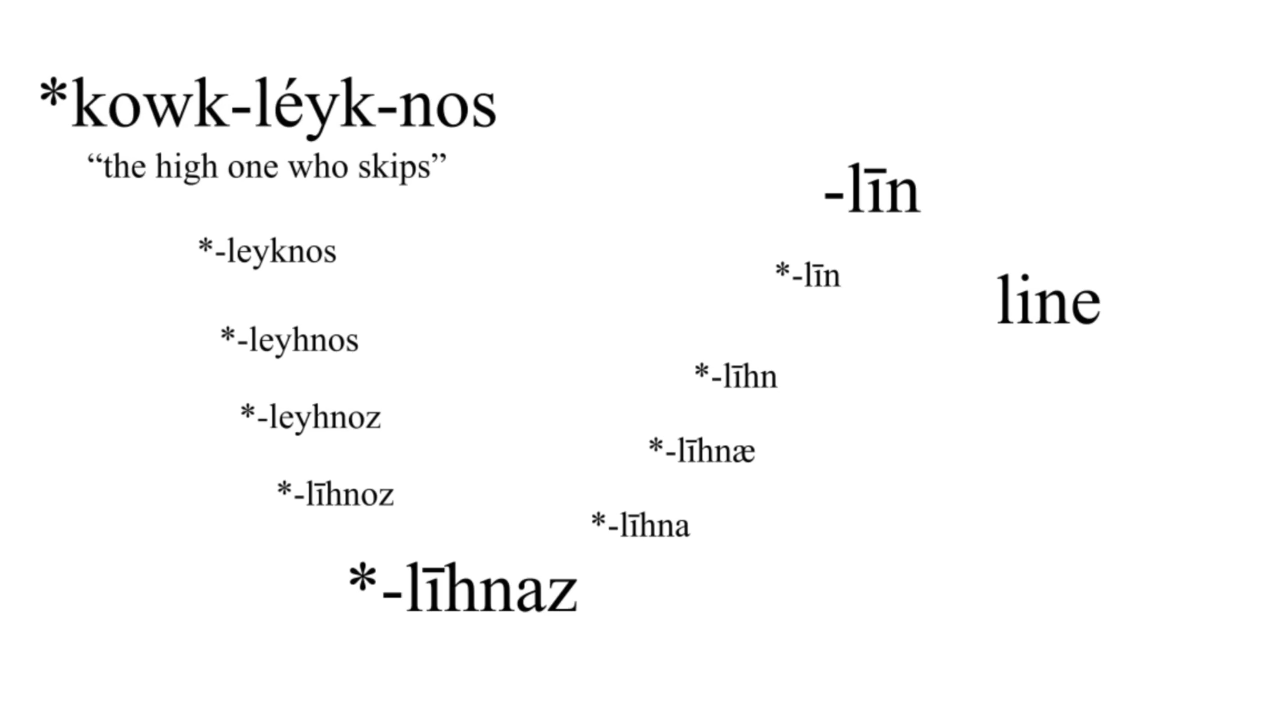 *kowk-léyk-nos
“the high one who skips”
*-leyknos
*-leyhnos
*-leyhnoz
*-līhnoz
*-līhnaz
*-līhna
*-līhnæ
*-līhn
*-līn
-līn
line